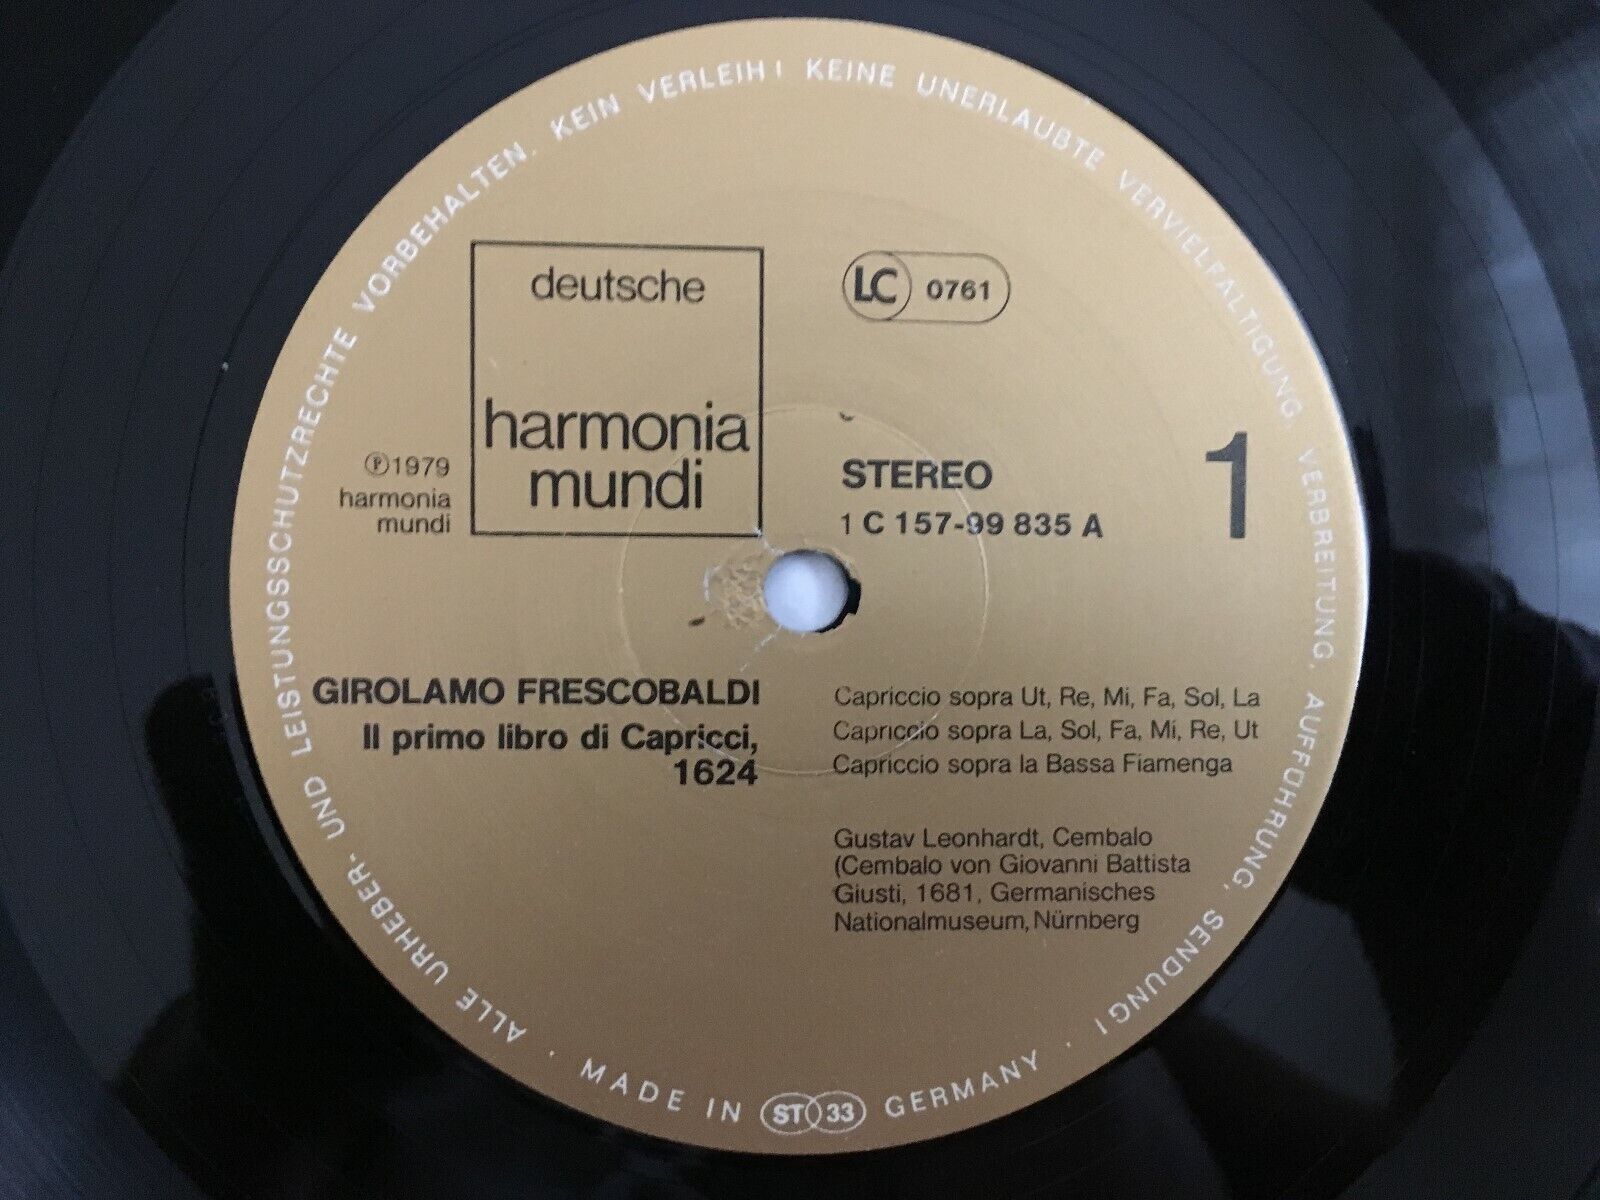 ALLE URHEBER- UND LEISTUNGSSCHUTZRECHTE VORBEHALTEN. KEIN VERLEIH! KEINE UNERLAUBTE VERVIELFÄLTIGUNG, VERBREITUNG, AUFFÜHRUNG, SENDUNG!
deutsche
harmonia
mundi
LC 0761
Ⓟ1979
harmonia
mundi
STEREO
1 C 157-99 835 A
1
GIROLAMO FRESCOBALDI
Il primo libro di Capricci,
1624
Capriccio sopra Ut, Re, Mi, Fa, Sol, La
Capriccio sopra La, Sol, Fa, Mi, Re, Ut
Capriccio sopra la Bassa Fiamenga
Gustav Leonhardt, Cembalo
(Cembalo von Giovanni Battista
Giusti, 1681, Germanisches
Nationalmuseum, Nürnberg
· MADE IN ST 33 GERMANY ·